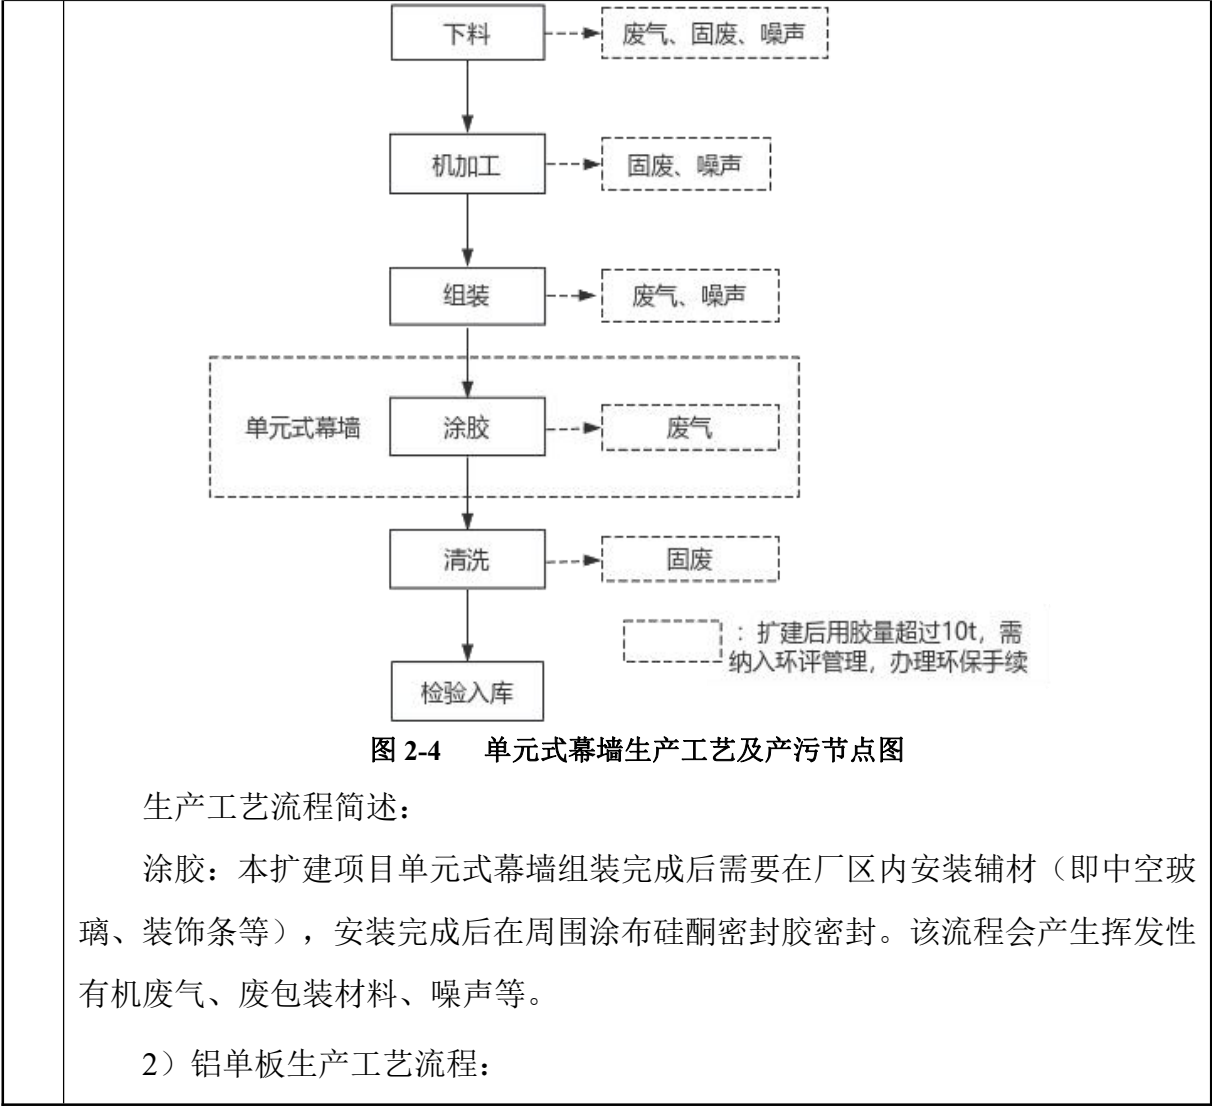 下料
废气、固废、噪声
机加工
固废、噪声
组装
废气、噪声
单元式幕墙
涂胶
废气
清洗
固废
：扩建后用胶量超过10t，需
纳入环评管理，办理环保手续
检验入库
图 2-4 单元式幕墙生产工艺及产污节点图
生产工艺流程简述：
涂胶：本扩建项目单元式幕墙组装完成后需要在厂区内安装辅材（即中空玻
璃、装饰条等），安装完成后在周围涂布硅酮密封胶密封。该流程会产生挥发性
有机废气、废包装材料、噪声等。
2）铝单板生产工艺流程：